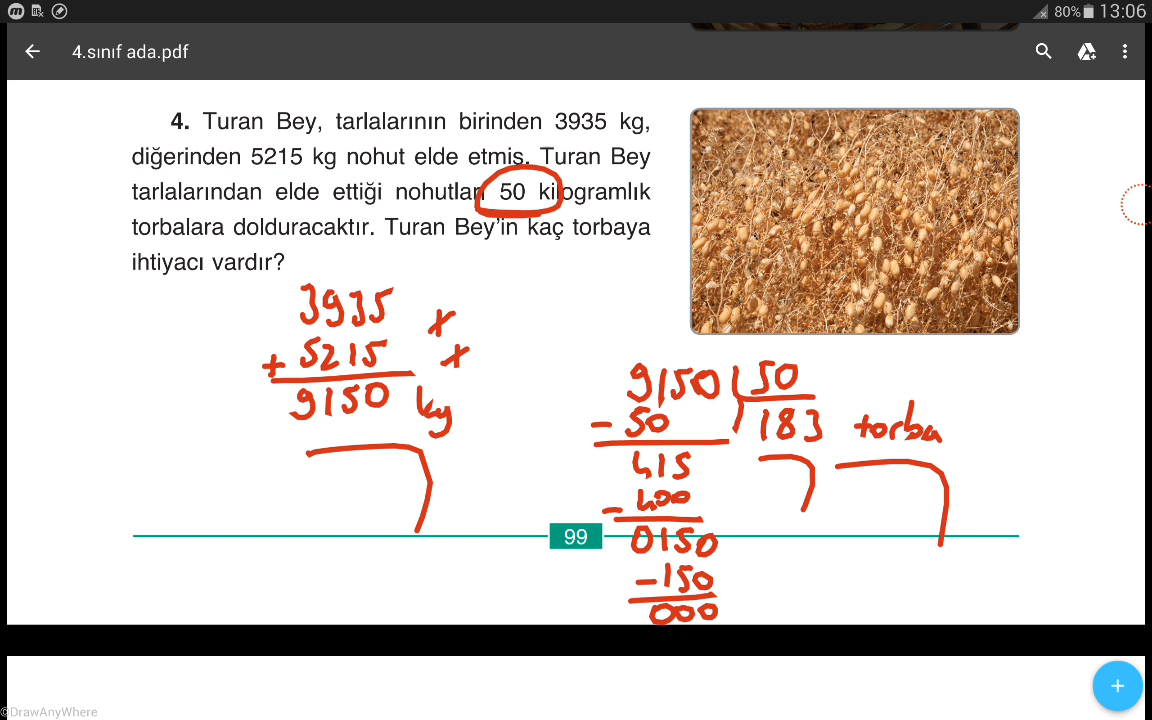 80% 13:06
4.sınıf ada.pdf
4. Turan Bey, tarlalarının birinden 3935 kg,
diğerinden 5215 kg nohut elde etmiş. Turan Bey
tarlalarından elde ettiği nohutları 50 kilogramlık
torbalara dolduracaktır. Turan Bey'in kaç torbaya
ihtiyacı vardır?
3935 x
+ 5215 x
9150 kg
9150 50
- 50 183 torba
415
- 400
0150
- 150
000
99
©DrawAnyWhere